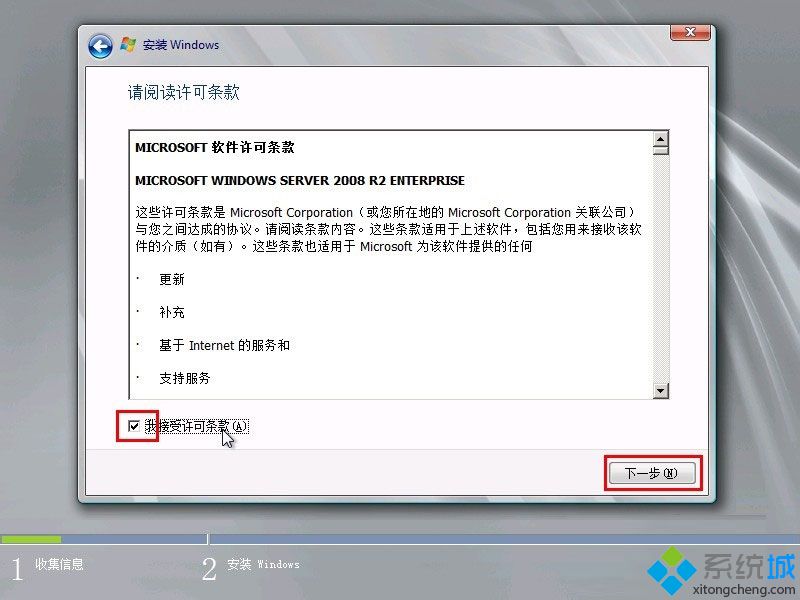 安装 Windows
请阅读许可条款
MICROSOFT 软件许可条款
MICROSOFT WINDOWS SERVER 2008 R2 ENTERPRISE
这些许可条款是 Microsoft Corporation（或您所在地的 Microsoft Corporation 关联公司）
与您之间达成的协议。请阅读条款内容。这些条款适用于上述软件，包括您用来接收该软
件的介质（如有）。这些条款也适用于 Microsoft 为该软件提供的任何
· 更新
· 补充
· 基于 Internet 的服务和
· 支持服务
我接受许可条款(A)
下一步(N)
1 收集信息
2 安装 Windows
系统城
xitongcheng.com